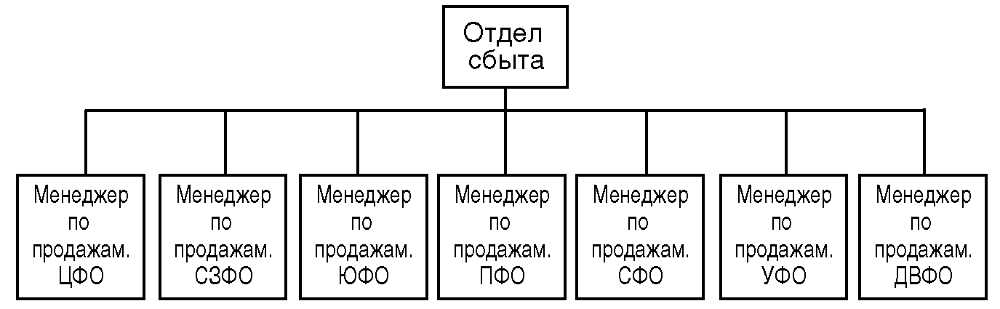 Отдел
сбыта
Менеджер
по
продажам.
ЦФО
Менеджер
по
продажам.
СЗФО
Менеджер
по
продажам.
ЮФО
Менеджер
по
продажам.
ПФО
Менеджер
по
продажам.
СФО
Менеджер
по
продажам.
УФО
Менеджер
по
продажам.
ДВФО